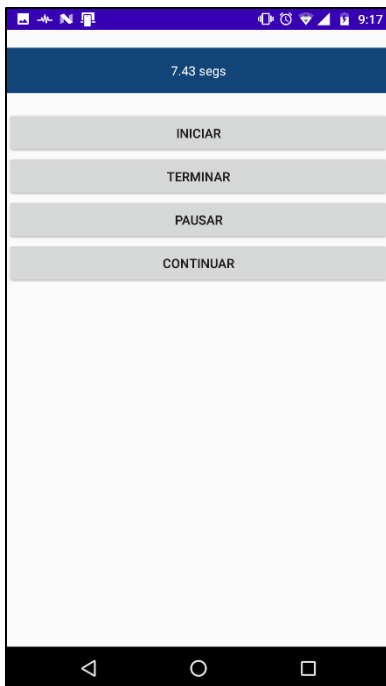 9:17
7.43 segs
INICIAR
TERMINAR
PAUSAR
CONTINUAR